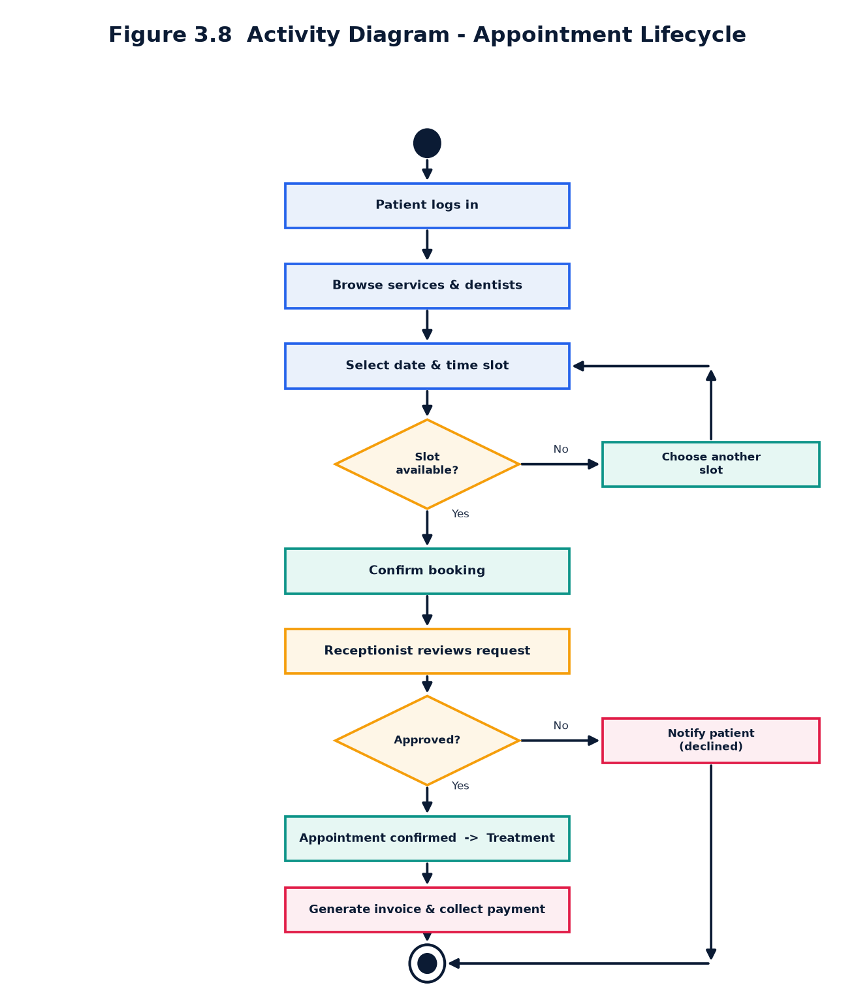 Figure 3.8  Activity Diagram - Appointment Lifecycle
Patient logs in
Browse services & dentists
Select date & time slot
Slot
available?
No
Choose another
slot
Yes
Confirm booking
Receptionist reviews request
Approved?
No
Notify patient
(declined)
Yes
Appointment confirmed  ->  Treatment
Generate invoice & collect payment